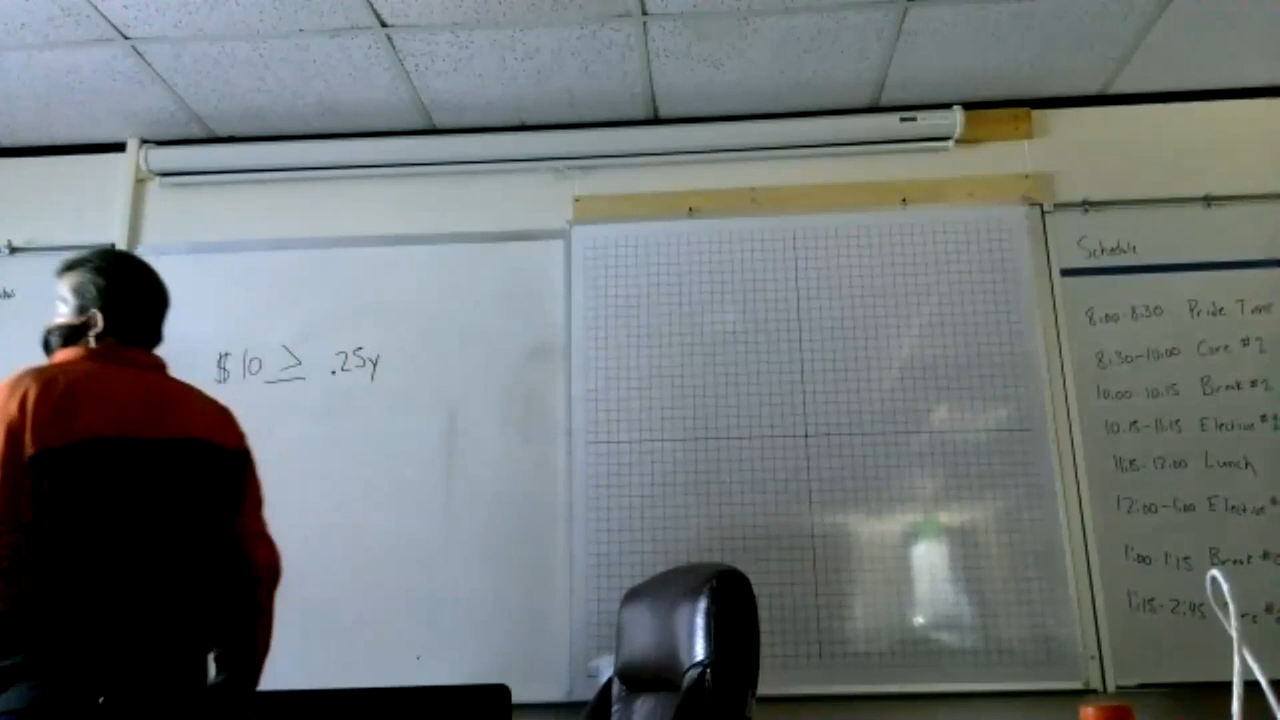 $10 ≥ .25y
Schedule
8:00-8:30 Pride Time
8:30-10:00 Core #2
10:00-10:15 Break #2
10:15-11:15 Elective #
11:15-12:00 Lunch
12:00-1:00 Elective #
1:00-1:15 Break #
1:15-2:45